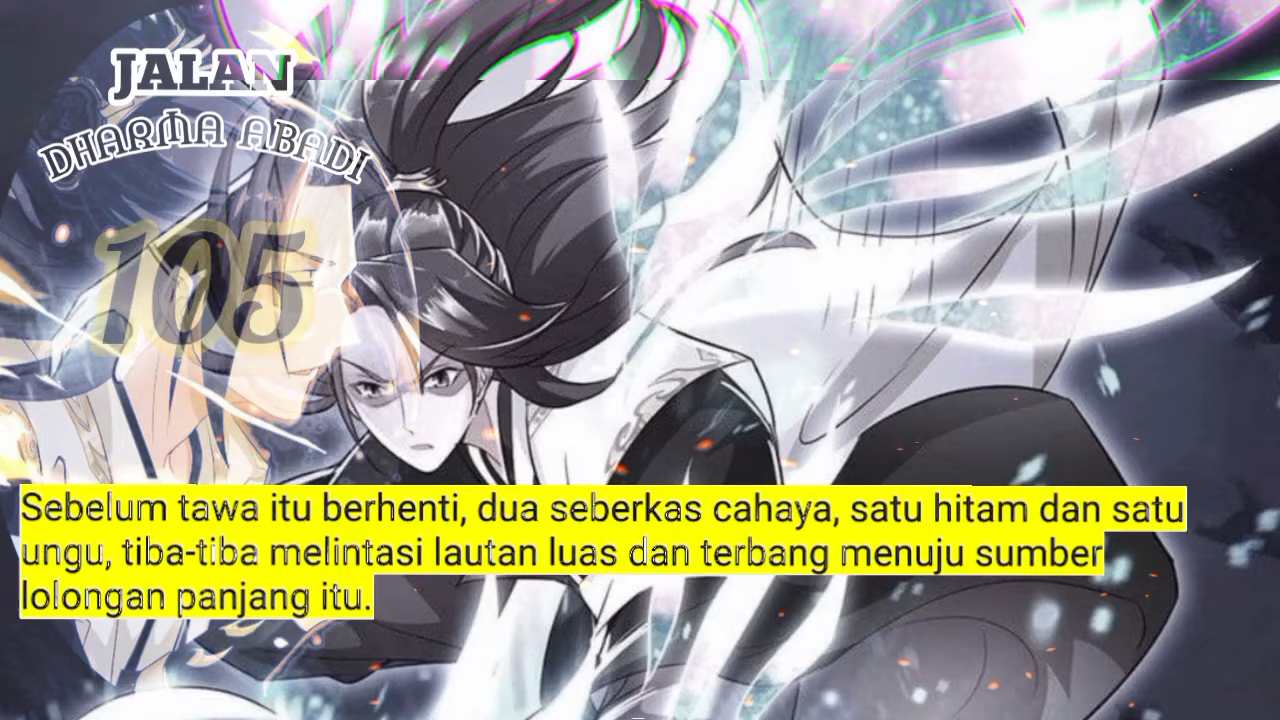 JALAN
DHARMA ABADI
105
Sebelum tawa itu berhenti, dua seberkas cahaya, satu hitam dan satu
ungu, tiba-tiba melintasi lautan luas dan terbang menuju sumber
lolongan panjang itu.